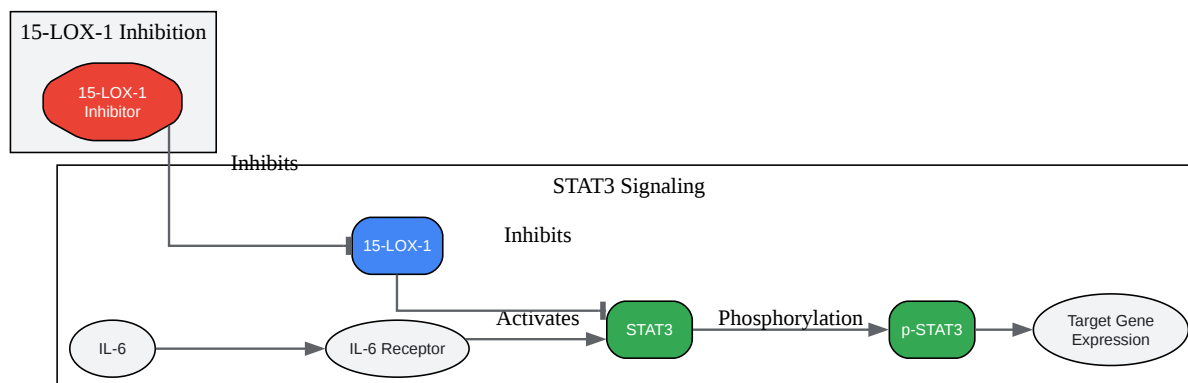 15-LOX-1 Inhibition
15-LOX-1
Inhibitor
Inhibits
STAT3 Signaling
15-LOX-1
Inhibits
IL-6
IL-6 Receptor
Activates
STAT3
Phosphorylation
p-STAT3
Target Gene
Expression